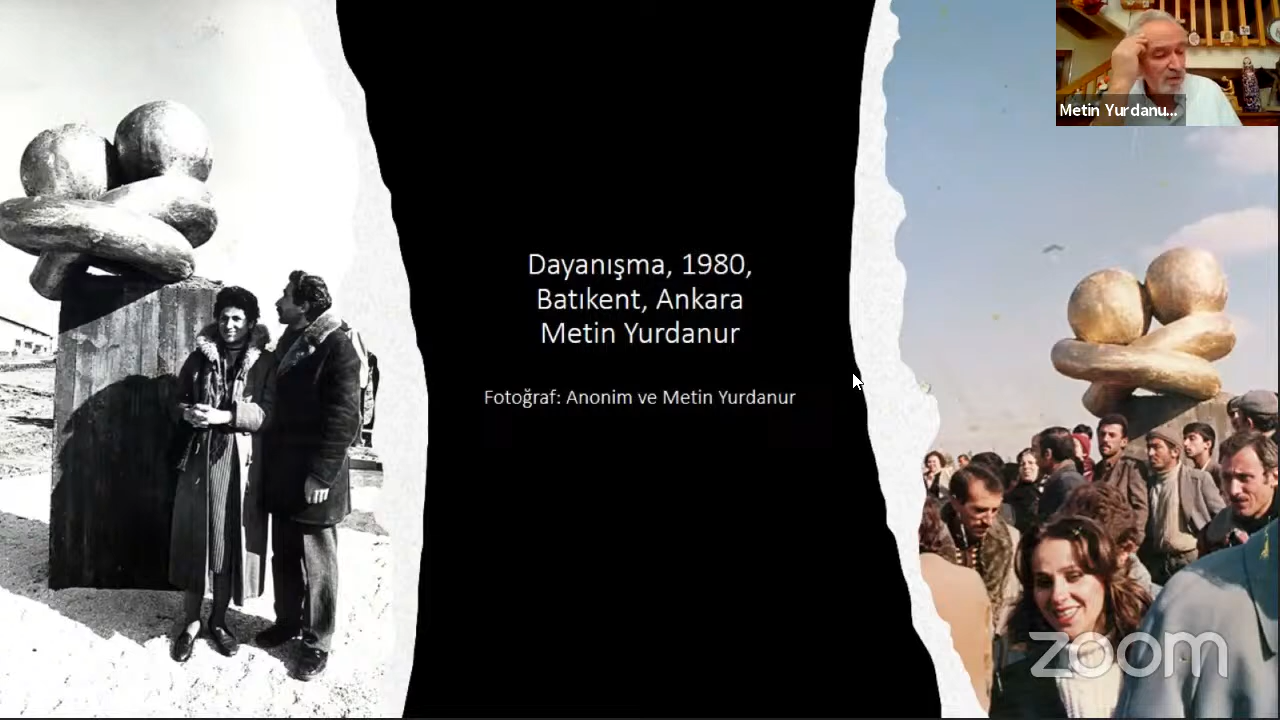 Metin Yurdanu...
Dayanışma, 1980,
Batıkent, Ankara
Metin Yurdanur
Fotoğraf: Anonim ve Metin Yurdanur
zoom